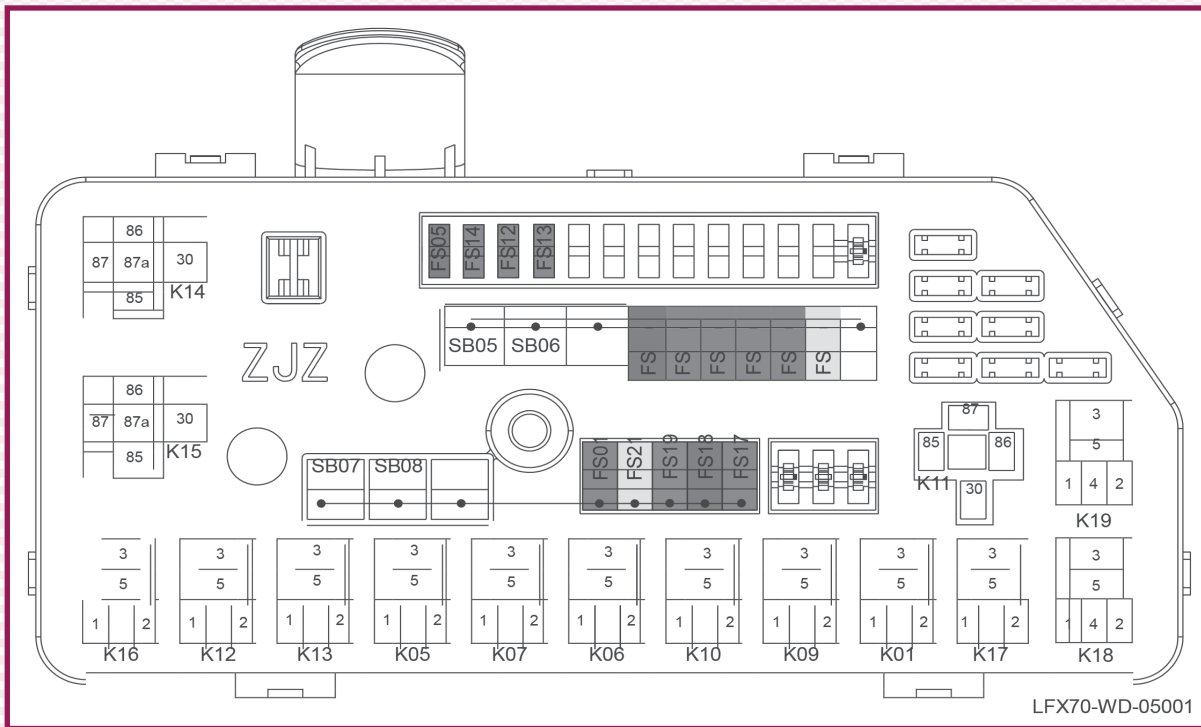 FS05 FS14 FS12 FS13
86
87 87a 30
85 K14
SB05 SB06
FS FS FS FS FS FS
ZJZ
86
87 87a 30
85 K15
SB07 SB08
FS01 FS21 FS19 FS18 FS17
87
85 86
K11 30
3
5
1 4 2
K19
3 3 3 3 3 3 3 3 3 3 3
5 5 5 5 5 5 5 5 5 5 5
1 2 1 2 1 2 1 2 1 2 1 2 1 2 1 2 1 2 1 2 1 4 2
K16 K12 K13 K05 K07 K06 K10 K09 K01 K17 K18
LFX70-WD-05001